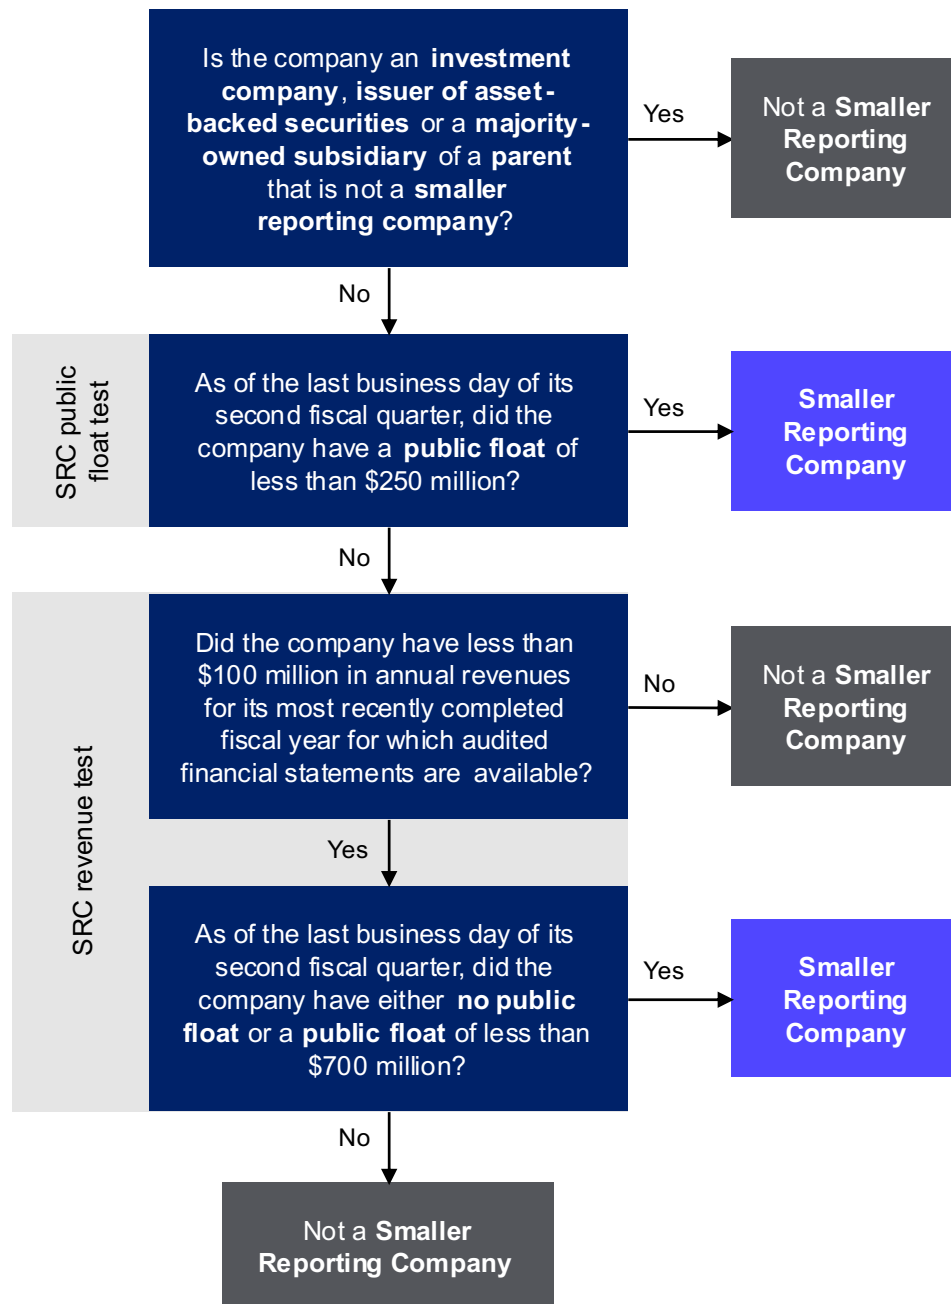 Is the company an investment
company, issuer of asset-
backed securities or a majority-
owned subsidiary of a parent
that is not a smaller
reporting company?
Yes
Not a Smaller
Reporting
Company
No
SRC public
float test
As of the last business day of its
second fiscal quarter, did the
company have a public float of
less than $250 million?
Yes
Smaller
Reporting
Company
No
SRC revenue test
Did the company have less than
$100 million in annual revenues
for its most recently completed
fiscal year for which audited
financial statements are available?
No
Not a Smaller
Reporting
Company
Yes
As of the last business day of its
second fiscal quarter, did the
company have either no public
float or a public float of less than
$700 million?
Yes
Smaller
Reporting
Company
No
Not a Smaller
Reporting Company